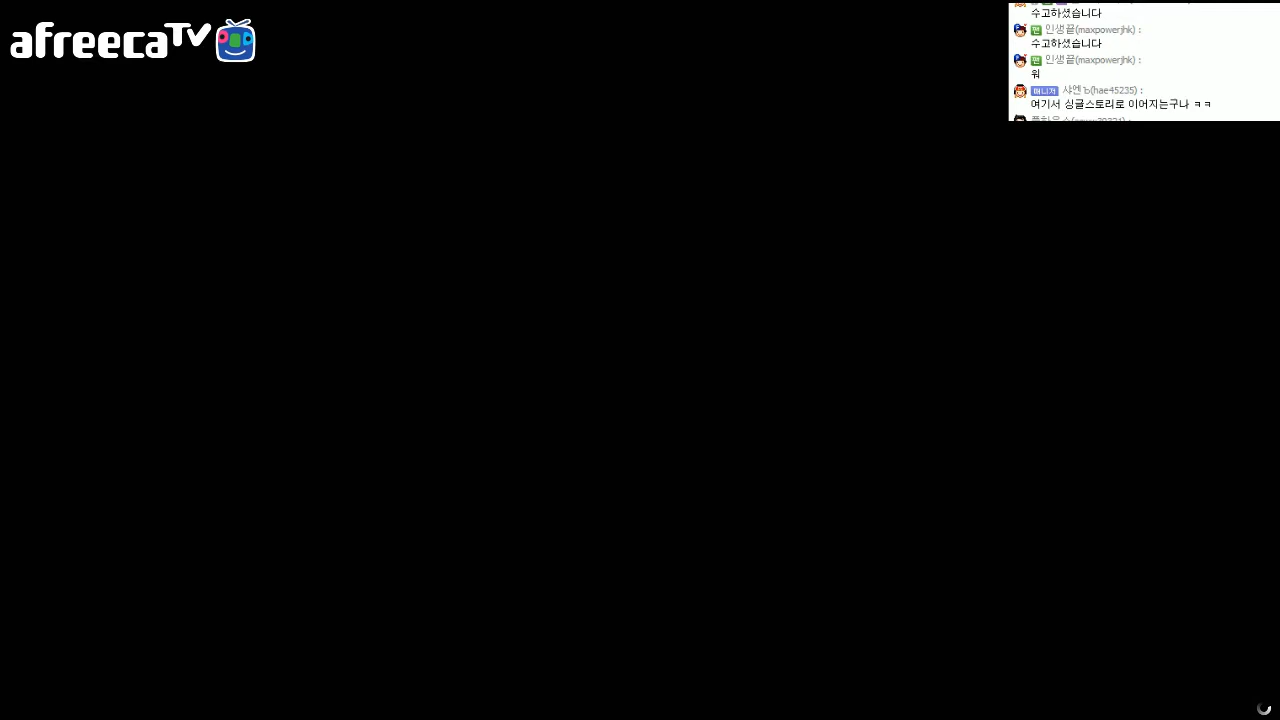 afreecaTV
수고하셨습니다
팬 인생끝(maxpowerjhk) :
수고하셨습니다
팬 인생끝(maxpowerjhk) :
워
매니저 샤엔ъ(hae45235) :
여기서 싱글스토리로 이어지는구나 ㅋㅋ